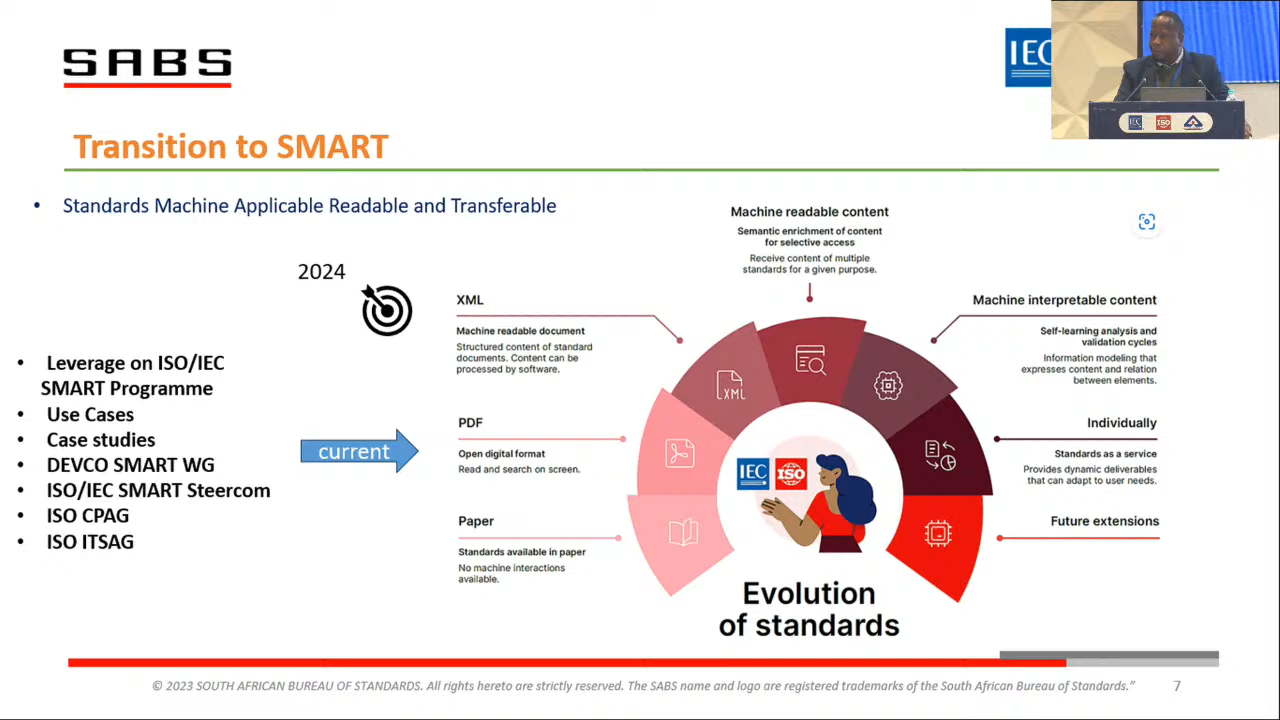 SABS
IEC
IEC
ISO
Transition to SMART
• Standards Machine Applicable Readable and Transferable
2024
• Leverage on ISO/IEC
SMART Programme
• Use Cases
• Case studies
• DEVCO SMART WG
• ISO/IEC SMART Steercom
• ISO CPAG
• ISO ITSAG
current
Machine readable content
Semantic enrichment of content
for selective access
Receive content of multiple
standards for a given purpose.
XML
Machine readable document
Structured content of standard
documents. Content can be
processed by software.
XML
PDF
Open digital format
Read and search on screen.
Paper
Standards available in paper
No machine interactions
available.
Machine interpretable content
Self-learning analysis and
validation cycles
Information modeling that
expresses content and relation
between elements.
Individually
Standards as a service
Provides dynamic deliverables
that can adapt to user needs.
Future extensions
IEC
ISO
Evolution
of standards
© 2023 SOUTH AFRICAN BUREAU OF STANDARDS. All rights hereto are strictly reserved. The SABS name and logo are registered trademarks of the South African Bureau of Standards.”
7